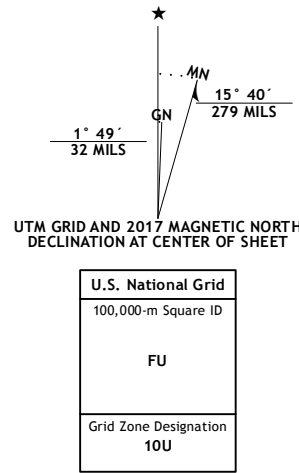 ★
MN
GN
15° 40´
279 MILS
1° 49´
32 MILS
UTM GRID AND 2017 MAGNETIC NORTH
DECLINATION AT CENTER OF SHEET
U.S. National Grid
100,000-m Square ID
FU
Grid Zone Designation
10U